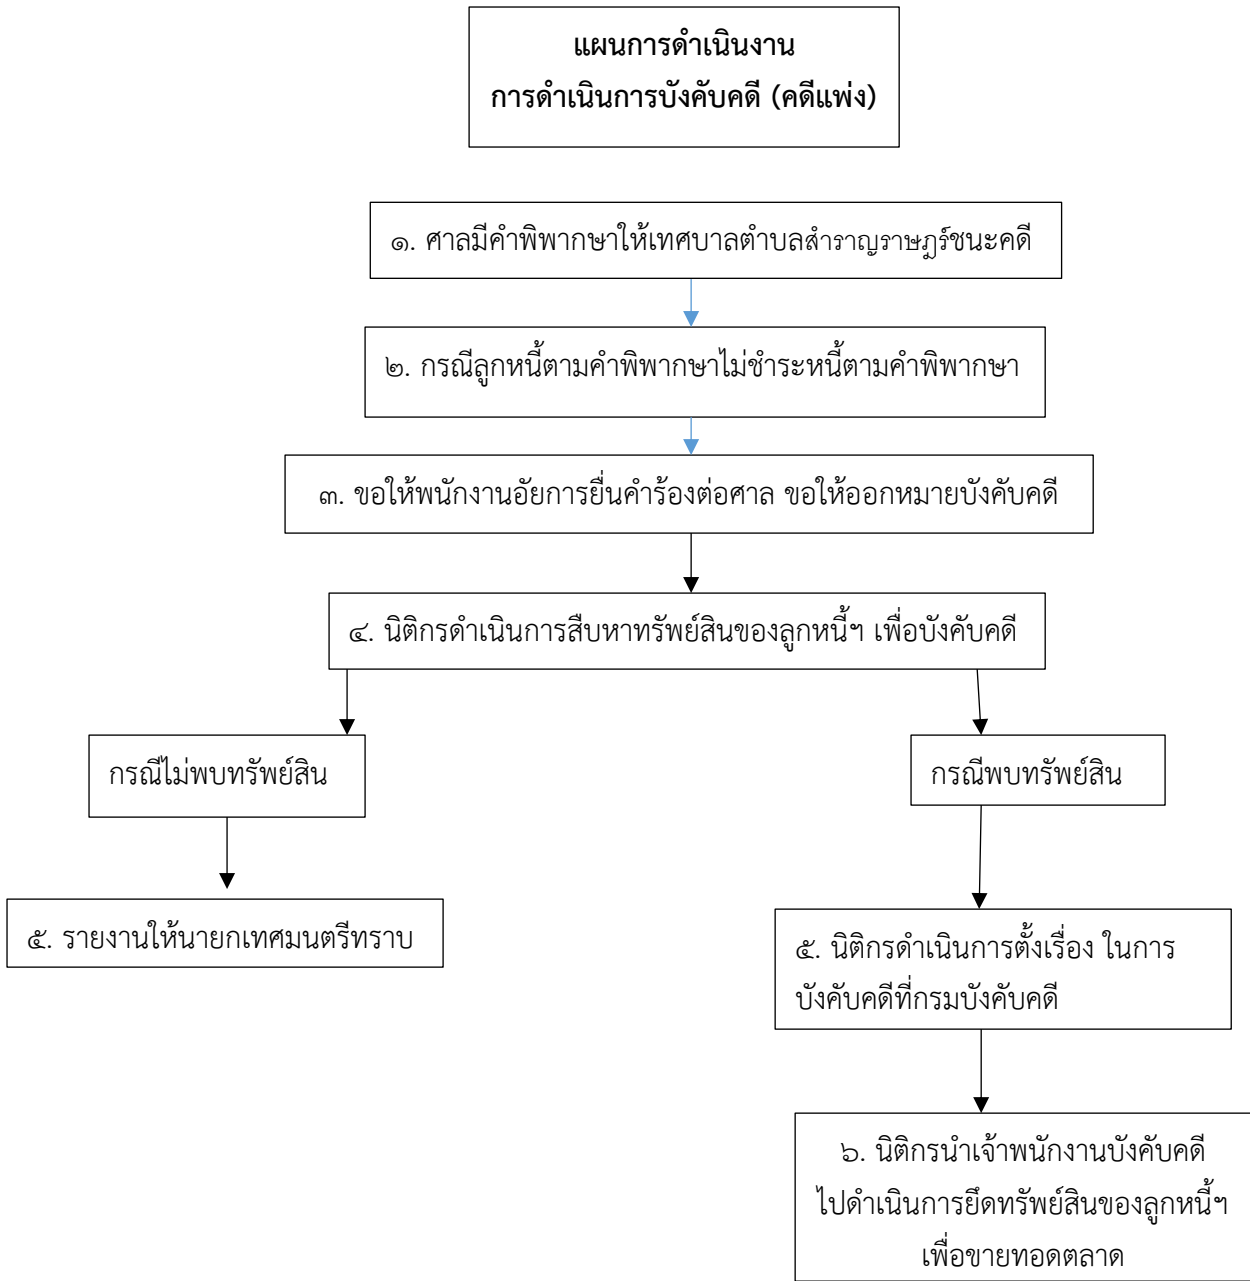 แผนการดำเนินงาน
การดำเนินการบังคับคดี (คดีแพ่ง)
๑. ศาลมีคำพิพากษาให้เทศบาลตำบลสำราญราษฎร์ชนะคดี
๒. กรณีลูกหนี้ตามคำพิพากษาไม่ชำระหนี้ตามคำพิพากษา
๓. ขอให้พนักงานอัยการยื่นคำร้องต่อศาล ขอให้ออกหมายบังคับคดี
๔. นิติกรดำเนินการสืบหาทรัพย์สินของลูกหนี้ฯ เพื่อบังคับคดี
กรณีไม่พบทรัพย์สิน
กรณีพบทรัพย์สิน
๕. รายงานให้นายกเทศมนตรีทราบ
๕. นิติกรดำเนินการตั้งเรื่อง ในการ
บังคับคดีที่กรมบังคับคดี
๖. นิติกรนำเจ้าพนักงานบังคับคดี
ไปดำเนินการยึดทรัพย์สินของลูกหนี้ฯ
เพื่อขายทอดตลาด